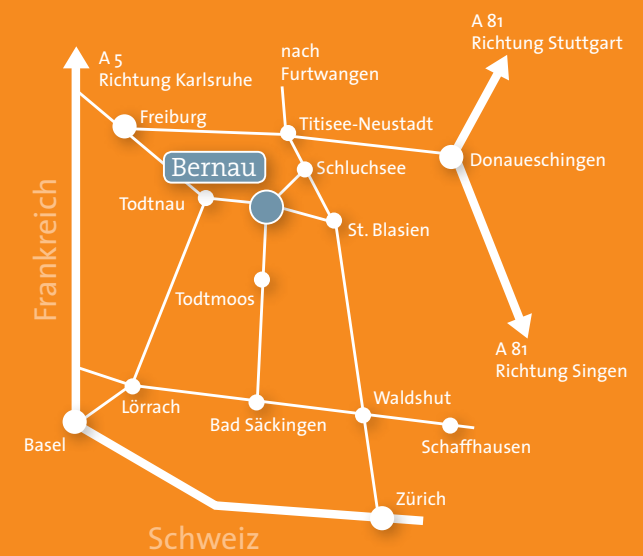 A 81
Richtung Stuttgart
A 5
Richtung Karlsruhe
nach
Furtwangen
Freiburg
Titisee-Neustadt
Bernau
Schluchsee
Donaueschingen
Todtnau
St. Blasien
Frankreich
Todtmoos
A 81
Richtung Singen
Lörrach
Bad Säckingen
Waldshut
Basel
Schaffhausen
Zürich
Schweiz